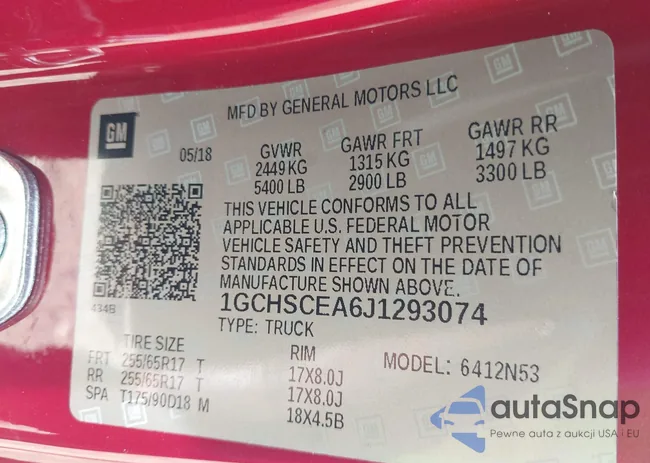 MFD BY GENERAL MOTORS LLC
GM
05/18
GVWR GAWR FRT GAWR RR
2449KG 1315 KG 1497 KG
5400 LB 2900 LB 3300 LB
THIS VEHICLE CONFORMS TO ALL
APPLICABLE U.S. FEDERAL MOTOR
VEHICLE SAFETY AND THEFT PREVENTION
STANDARDS IN EFFECT ON THE DATE OF
MANUFACTURE SHOWN ABOVE.
434B
1GCHSCEA6J1293074
TYPE: TRUCK
TIRE SIZE RIM MODEL: 6412N53
FRT 255/65R17 T 17X8.0J
RR 255/65R17 T 17X8.0J
SPA T175/90D18 M 18X4.5B
autaSnap
Pewne auta z aukcji USA i EU